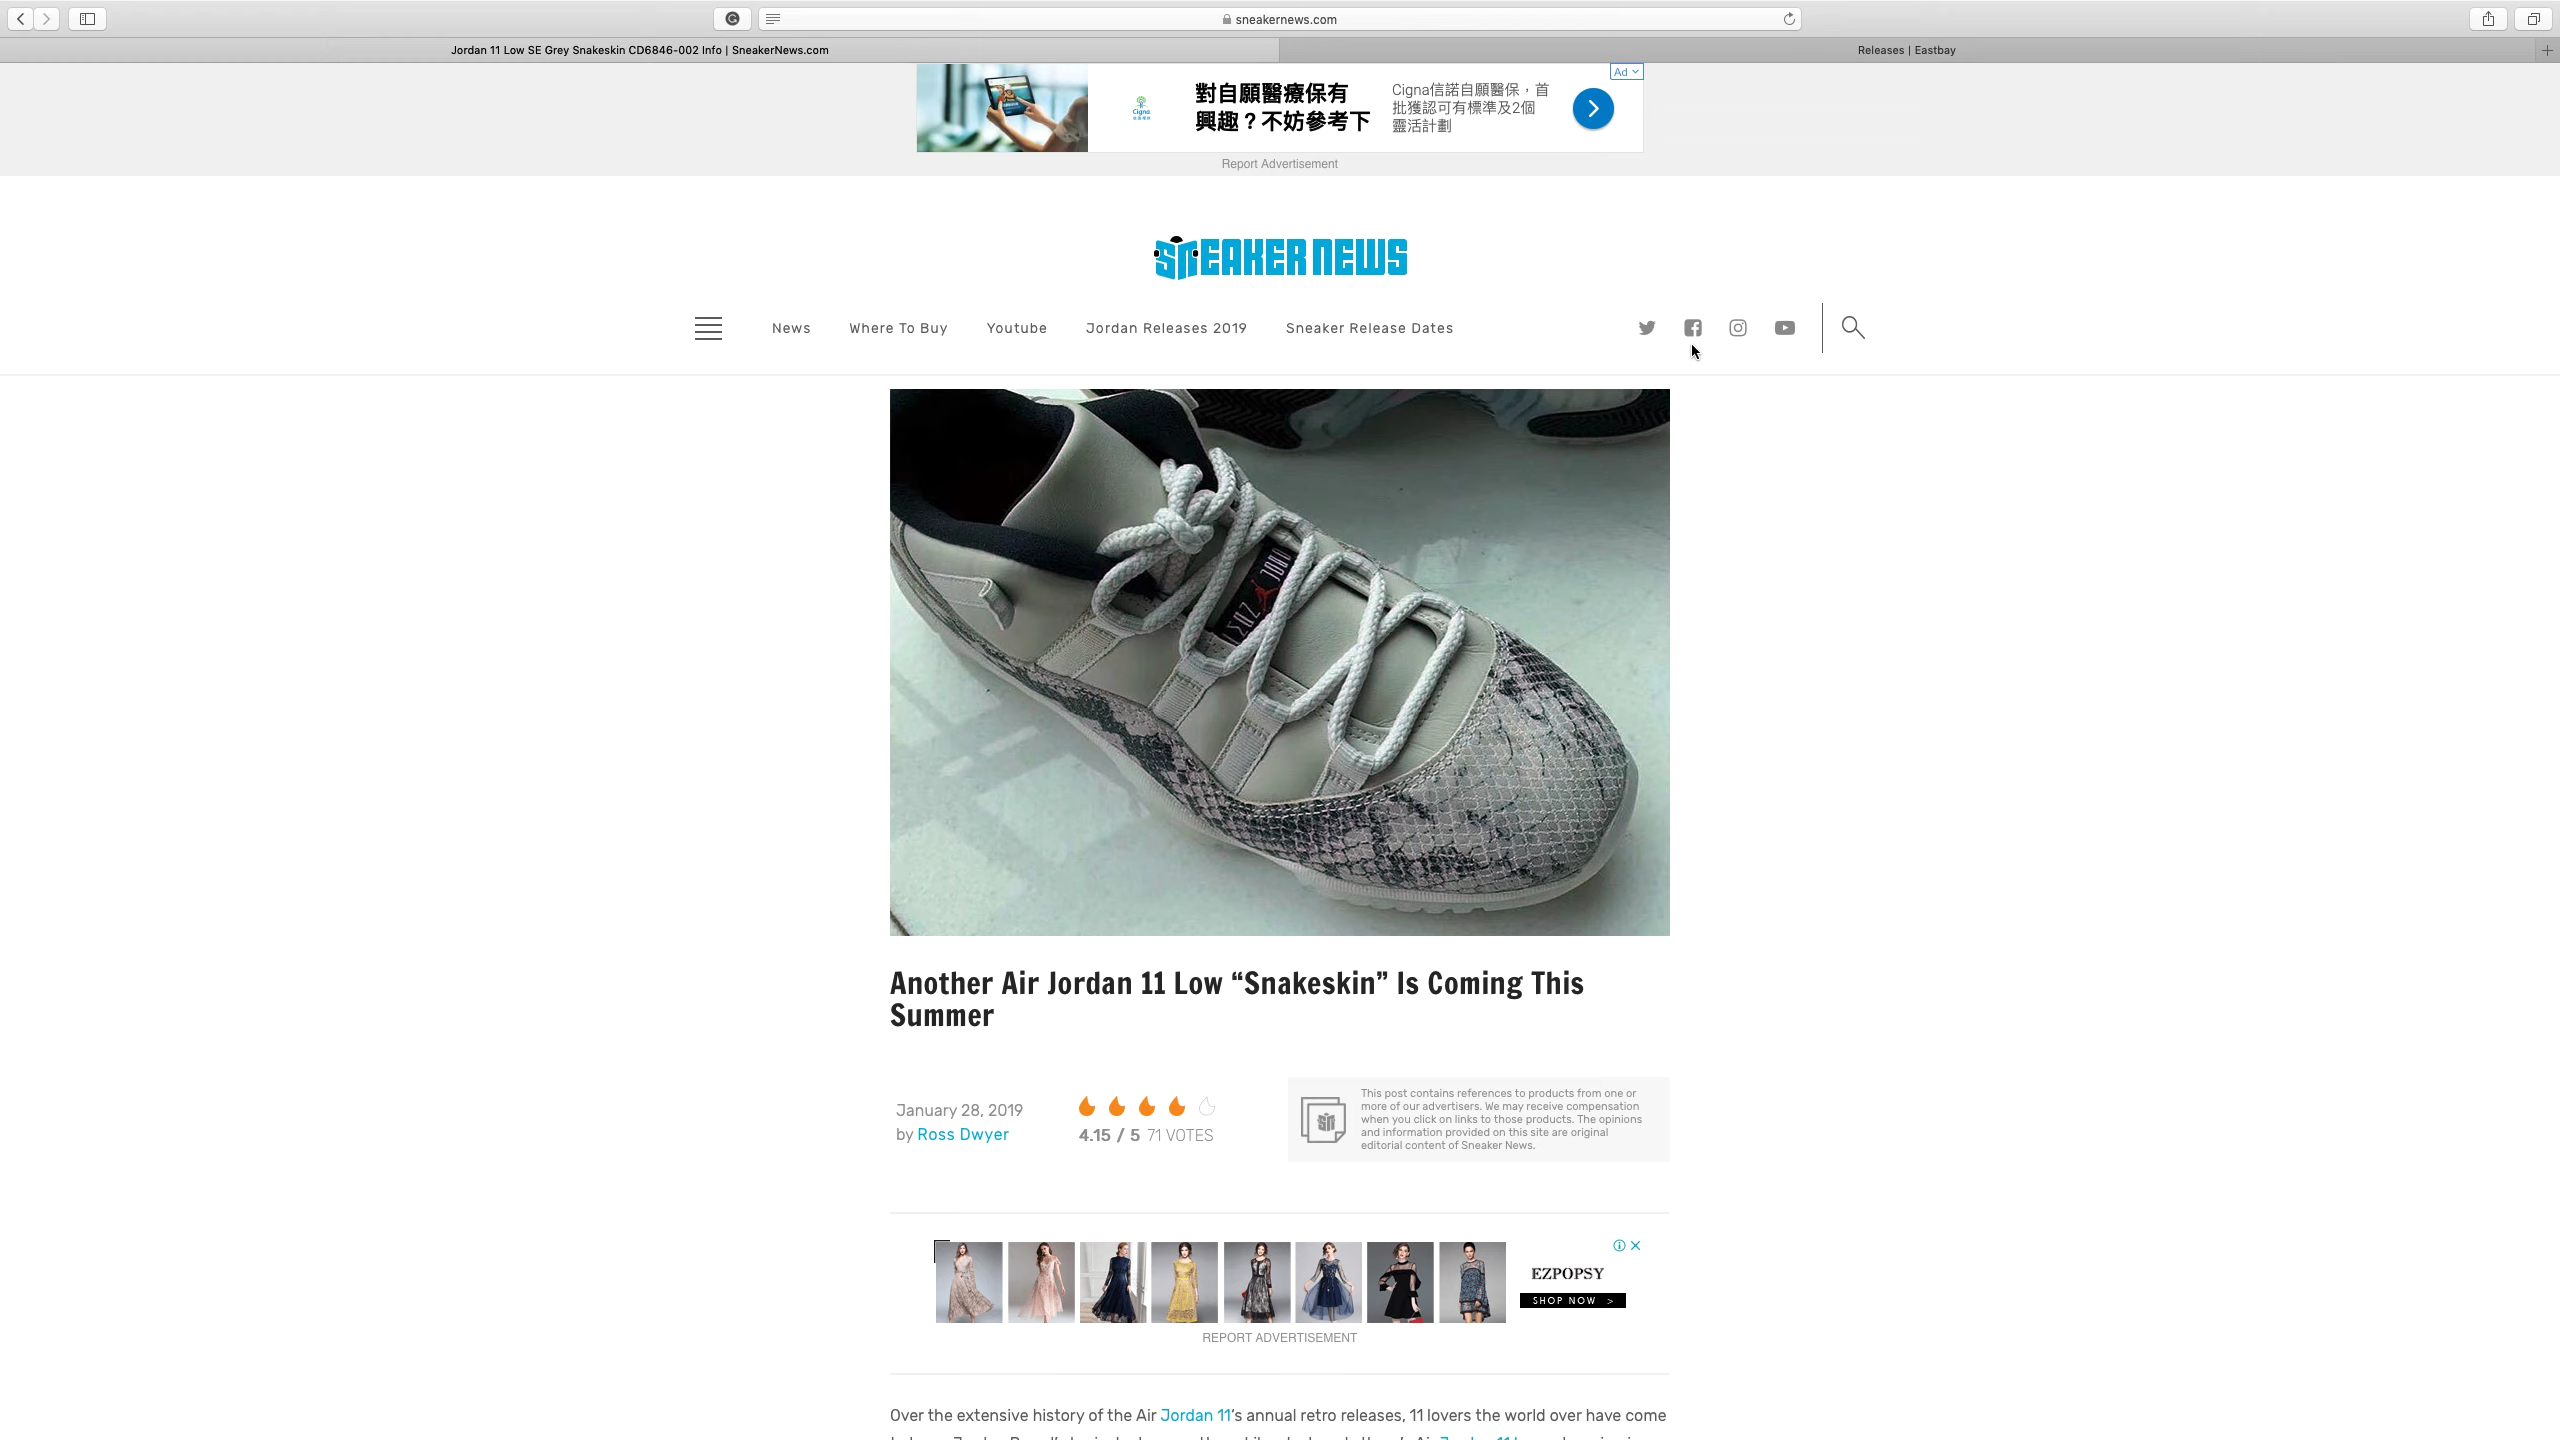 sneakernews.com
Jordan 11 Low SE Grey Snakeskin CD6846-002 Info | SneakerNews.com
Releases | Eastbay
Ad
Cigna
對自願醫療保有
興趣？不妨參考下
Cigna信諾自願醫保，首
批獲認可有標準及2個
靈活計劃
Report Advertisement
SNEAKER NEWS
News
Where To Buy
Youtube
Jordan Releases 2019
Sneaker Release Dates
Another Air Jordan 11 Low “Snakeskin” Is Coming This
Summer
January 28, 2019
by Ross Dwyer
4.15 / 5 71 VOTES
This post contains references to products from one or
more of our advertisers. We may receive compensation
when you click on links to those products. The opinions
and information provided on this site are original
editorial content of Sneaker News.
EZPOPSY
SHOP NOW >
REPORT ADVERTISEMENT
Over the extensive history of the Air Jordan 11’s annual retro releases, 11 lovers the world over have come